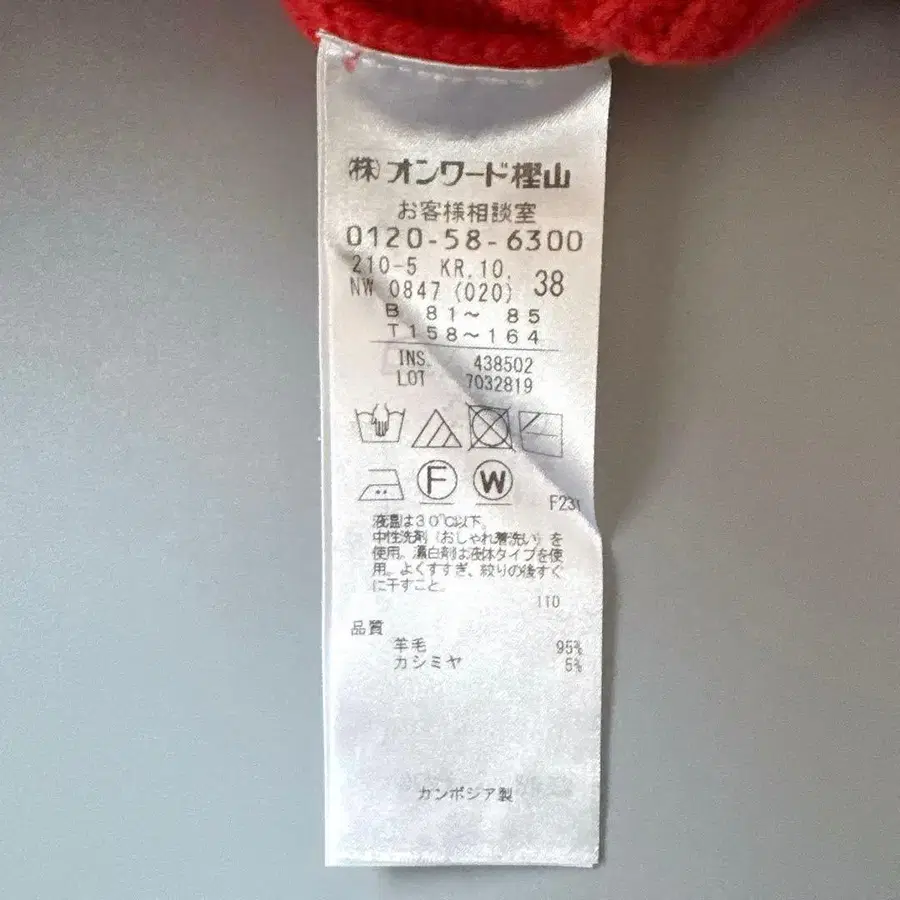 (株)オンワード樫山
お客様相談室
0120-58-6300
210-5 KR.10.
NW 0847 (020) 38
B 81～ 85
T158～164
INS. 438502
LOT 7032819
F W
F231
液温は30℃以下。
中性洗剤（おしゃれ着洗い）を
使用。漂白剤は液体タイプを使
用。よくすすぎ、絞りの後すぐ
に干すこと。
110
品質
羊毛 95%
カシミヤ 5%
カンボジア製